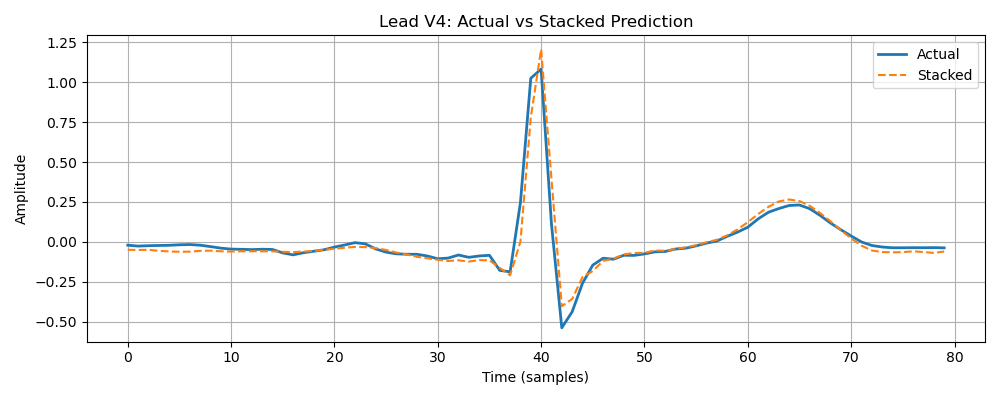 Lead V4: Actual vs Stacked Prediction
Actual
Stacked
1.25
1.00
0.75
0.50
0.25
0.00
−0.25
−0.50
Amplitude
0 10 20 30 40 50 60 70 80
Time (samples)